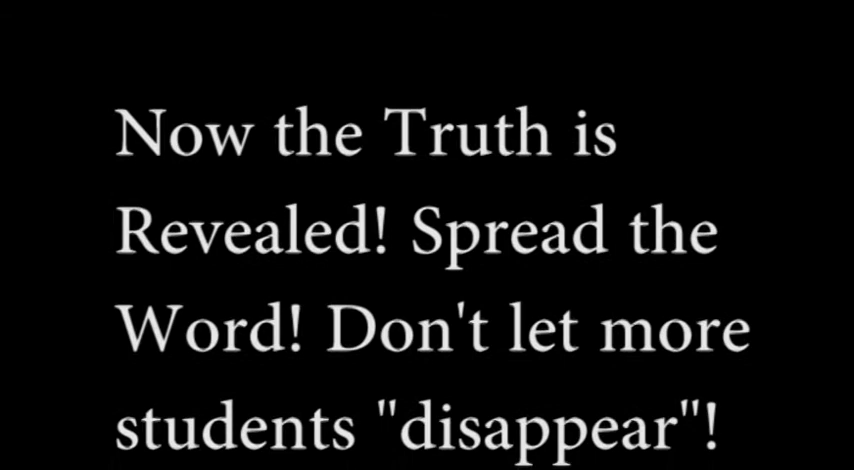 Now the Truth is
Revealed! Spread the
Word! Don't let more
students "disappear"!